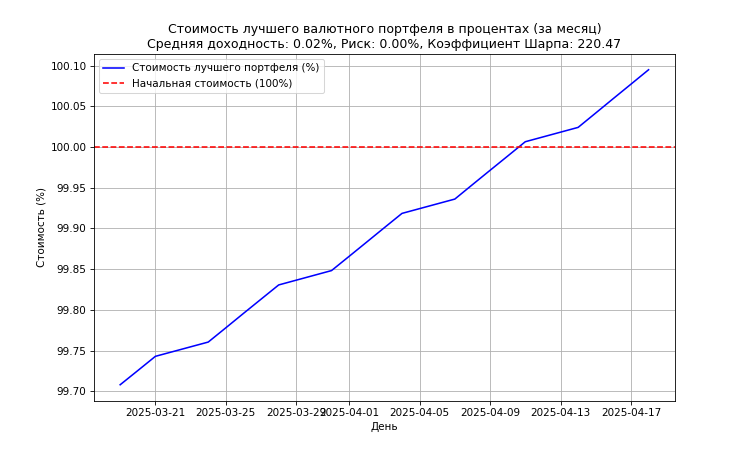 Стоимость лучшего валютного портфеля в процентах (за месяц)
Средняя доходность: 0.02%, Риск: 0.00%, Коэффициент Шарпа: 220.47
Стоимость лучшего портфеля (%)
Начальная стоимость (100%)
Стоимость (%)
100.10
100.05
100.00
99.95
99.90
99.85
99.80
99.75
99.70
2025-03-21 2025-03-25 2025-03-29 2025-04-01 2025-04-05 2025-04-09 2025-04-13 2025-04-17
День